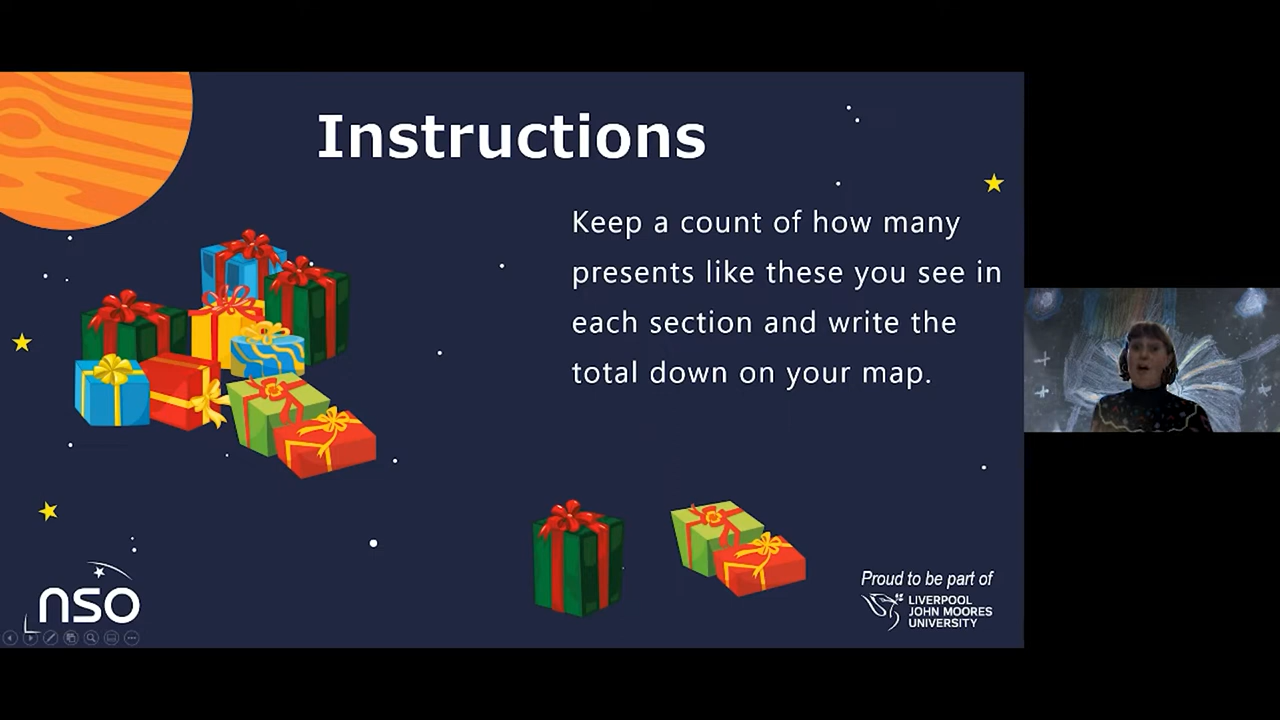 Instructions
Keep a count of how many
presents like these you see in
each section and write the
total down on your map.
nso
Proud to be part of
LIVERPOOL
JOHN MOORES
UNIVERSITY